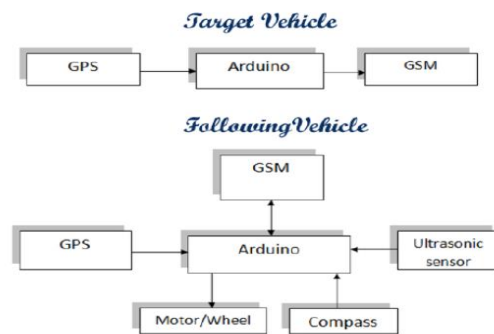 Target Vehicle
GPS
Arduino
GSM
FollowingVehicle
GSM
GPS
Arduino
Ultrasonic
sensor
Motor/Wheel
Compass